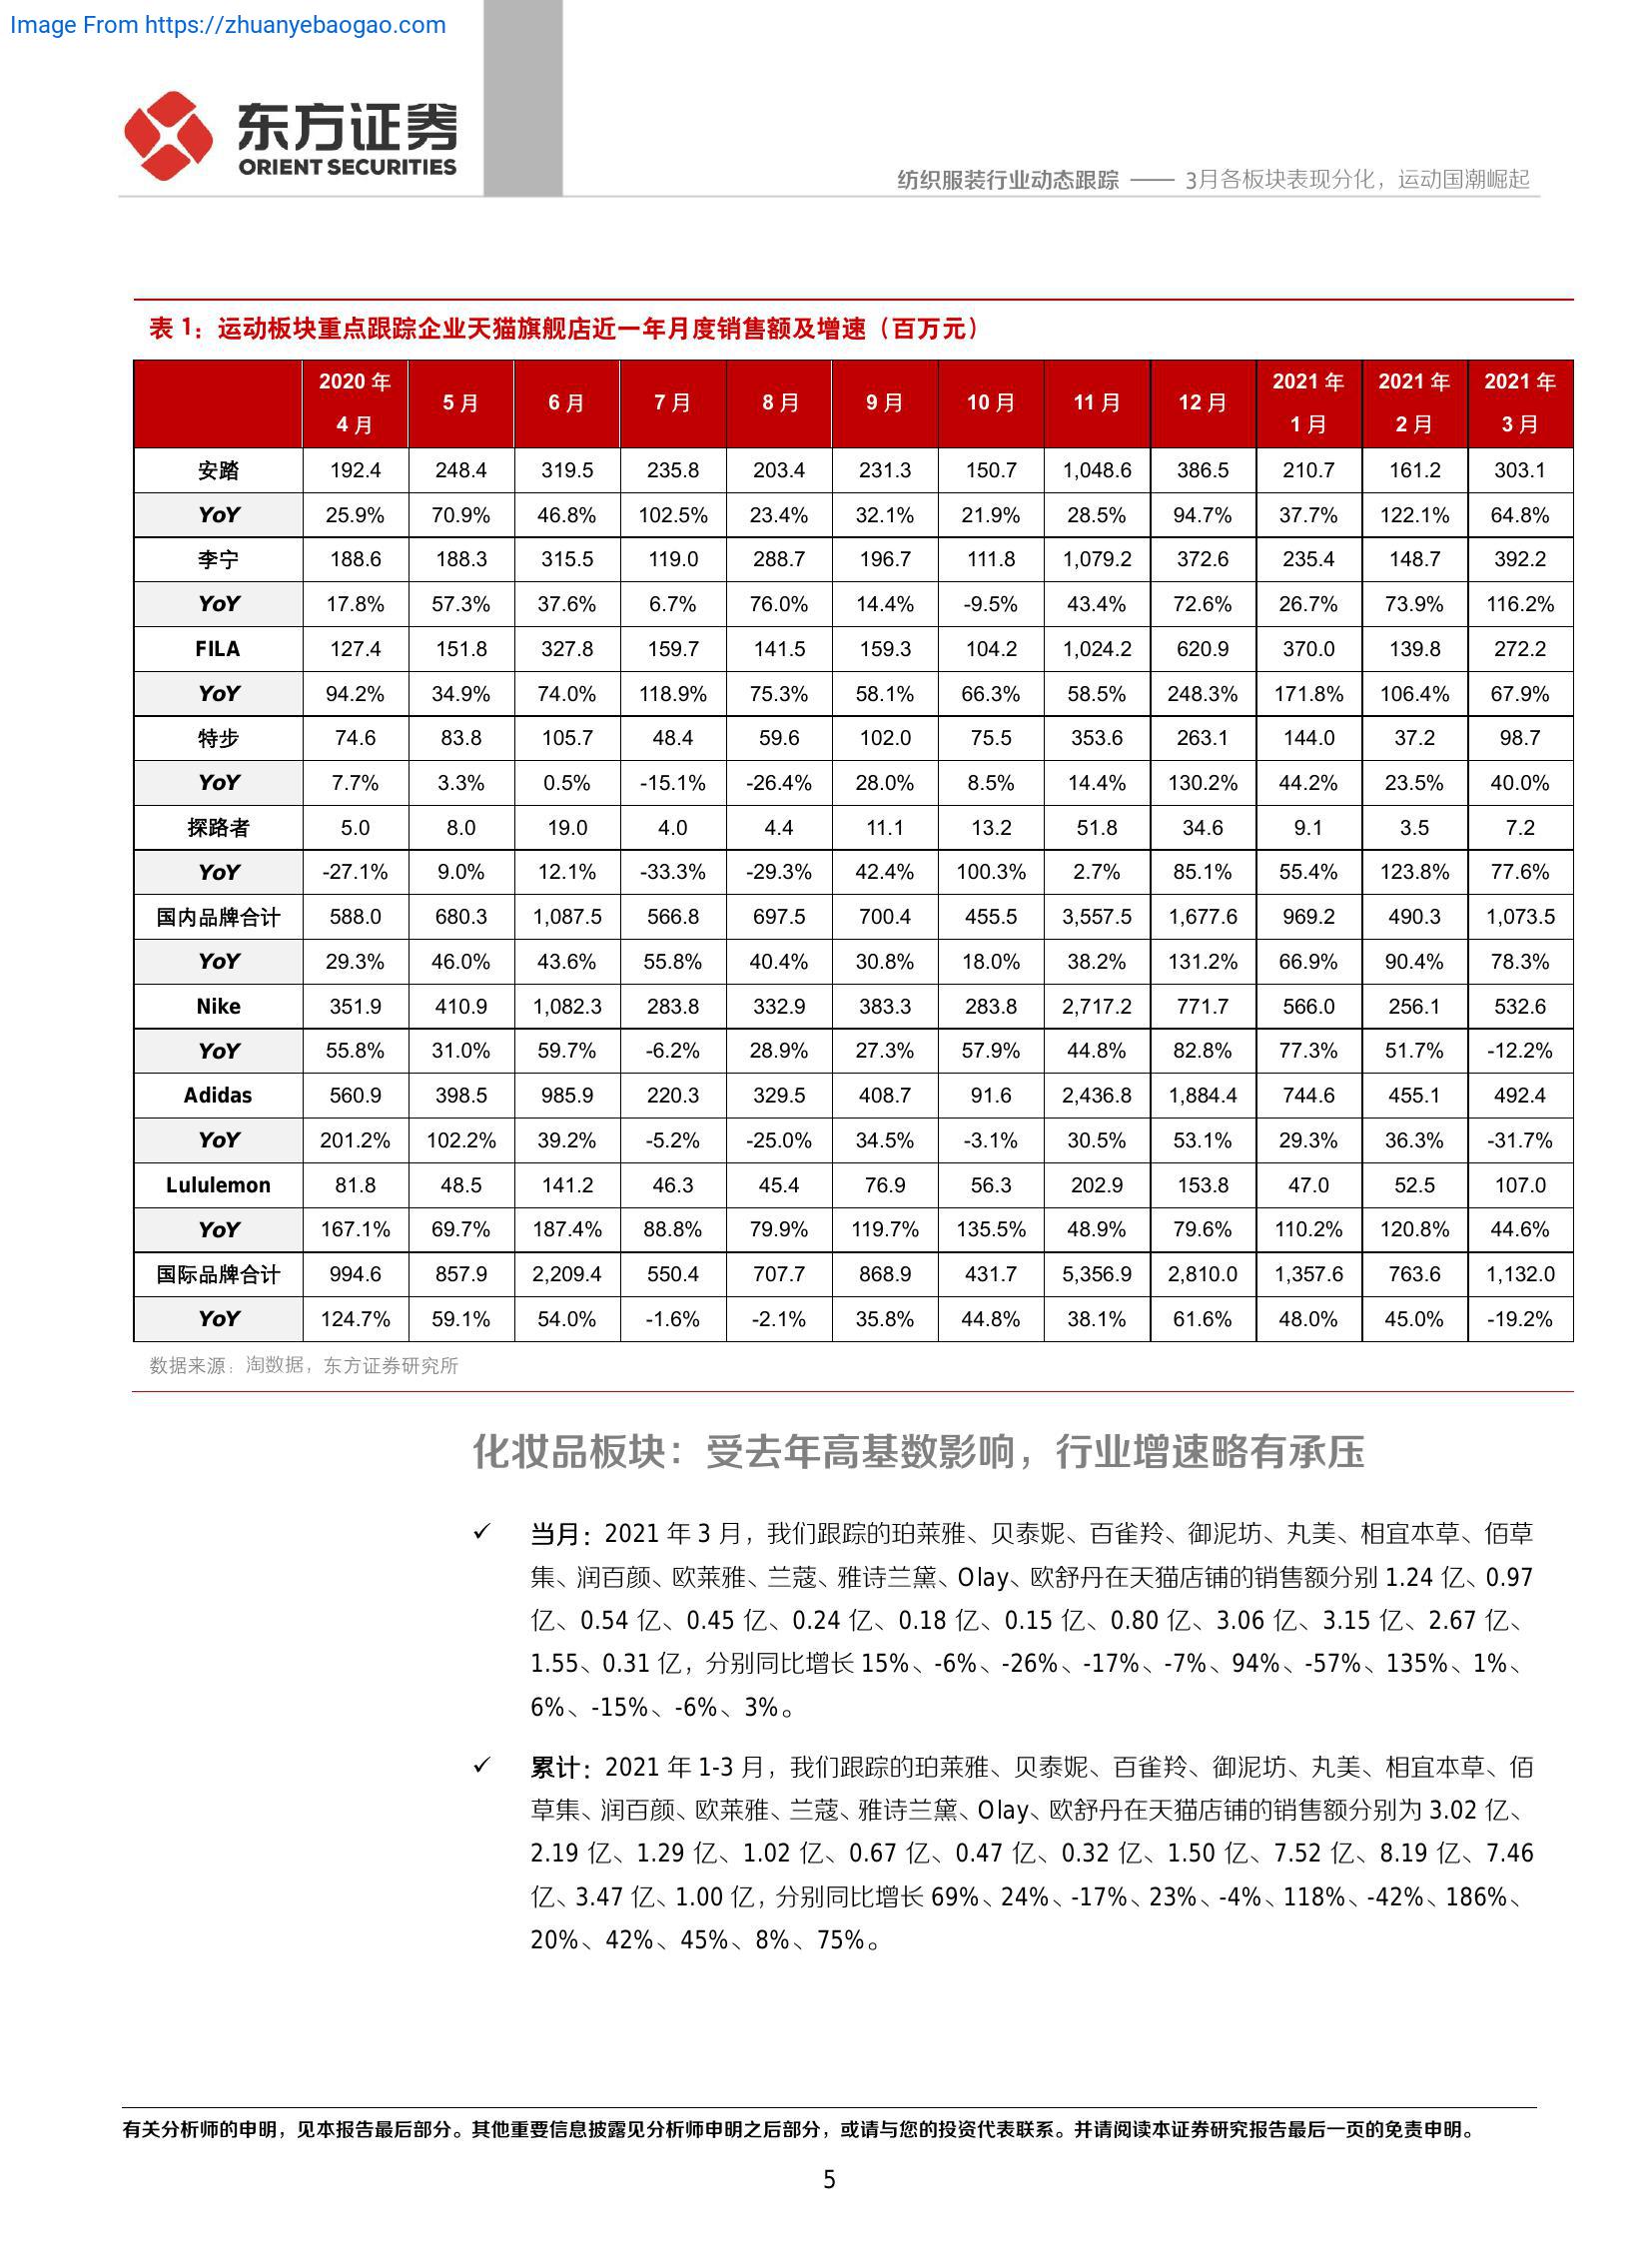 Image From https://zhuanyebaogao.com
东方证券
ORIENT SECURITIES
纺织服装行业动态跟踪 —— 3月各板块表现分化，运动国潮崛起
表 1：运动板块重点跟踪企业天猫旗舰店近一年月度销售额及增速（百万元）
2020 年 4 月 5 月 6 月 7 月 8 月 9 月 10 月 11 月 12 月 2021 年 1 月 2021 年 2 月 2021 年 3 月
安踏 192.4 248.4 319.5 235.8 203.4 231.3 150.7 1,048.6 386.5 210.7 161.2 303.1
YoY 25.9% 70.9% 46.8% 102.5% 23.4% 32.1% 21.9% 28.5% 94.7% 37.7% 122.1% 64.8%
李宁 188.6 188.3 315.5 119.0 288.7 196.7 111.8 1,079.2 372.6 235.4 148.7 392.2
YoY 17.8% 57.3% 37.6% 6.7% 76.0% 14.4% -9.5% 43.4% 72.6% 26.7% 73.9% 116.2%
FILA 127.4 151.8 327.8 159.7 141.5 159.3 104.2 1,024.2 620.9 370.0 139.8 272.2
YoY 94.2% 34.9% 74.0% 118.9% 75.3% 58.1% 66.3% 58.5% 248.3% 171.8% 106.4% 67.9%
特步 74.6 83.8 105.7 48.4 59.6 102.0 75.5 353.6 263.1 144.0 37.2 98.7
YoY 7.7% 3.3% 0.5% -15.1% -26.4% 28.0% 8.5% 14.4% 130.2% 44.2% 23.5% 40.0%
探路者 5.0 8.0 19.0 4.0 4.4 11.1 13.2 51.8 34.6 9.1 3.5 7.2
YoY -27.1% 9.0% 12.1% -33.3% -29.3% 42.4% 100.3% 2.7% 85.1% 55.4% 123.8% 77.6%
国内品牌合计 588.0 680.3 1,087.5 566.8 697.5 700.4 455.5 3,557.5 1,677.6 969.2 490.3 1,073.5
YoY 29.3% 46.0% 43.6% 55.8% 40.4% 30.8% 18.0% 38.2% 131.2% 66.9% 90.4% 78.3%
Nike 351.9 410.9 1,082.3 283.8 332.9 383.3 283.8 2,717.2 771.7 566.0 256.1 532.6
YoY 55.8% 31.0% 59.7% -6.2% 28.9% 27.3% 57.9% 44.8% 82.8% 77.3% 51.7% -12.2%
Adidas 560.9 398.5 985.9 220.3 329.5 408.7 91.6 2,436.8 1,884.4 744.6 455.1 492.4
YoY 201.2% 102.2% 39.2% -5.2% -25.0% 34.5% -3.1% 30.5% 53.1% 29.3% 36.3% -31.7%
Lululemon 81.8 48.5 141.2 46.3 45.4 76.9 56.3 202.9 153.8 47.0 52.5 107.0
YoY 167.1% 69.7% 187.4% 88.8% 79.9% 119.7% 135.5% 48.9% 79.6% 110.2% 120.8% 44.6%
国际品牌合计 994.6 857.9 2,209.4 550.4 707.7 868.9 431.7 5,356.9 2,810.0 1,357.6 763.6 1,132.0
YoY 124.7% 59.1% 54.0% -1.6% -2.1% 35.8% 44.8% 38.1% 61.6% 48.0% 45.0% -19.2%
数据来源：淘数据，东方证券研究所
化妆品板块：受去年高基数影响，行业增速略有承压
✓ 当月：2021 年 3 月，我们跟踪的珀莱雅、贝泰妮、百雀羚、御泥坊、丸美、相宜本草、佰草
集、润百颜、欧莱雅、兰蔻、雅诗兰黛、Olay、欧舒丹在天猫店铺的销售额分别 1.24 亿、0.97
亿、0.54 亿、0.45 亿、0.24 亿、0.18 亿、0.15 亿、0.80 亿、3.06 亿、3.15 亿、2.67 亿、
1.55、0.31 亿，分别同比增长 15%、-6%、-26%、-17%、-7%、94%、-57%、135%、1%、
6%、-15%、-6%、3%。
✓ 累计：2021 年 1-3 月，我们跟踪的珀莱雅、贝泰妮、百雀羚、御泥坊、丸美、相宜本草、佰
草集、润百颜、欧莱雅、兰蔻、雅诗兰黛、Olay、欧舒丹在天猫店铺的销售额分别为 3.02 亿、
2.19 亿、1.29 亿、1.02 亿、0.67 亿、0.47 亿、0.32 亿、1.50 亿、7.52 亿、8.19 亿、7.46
亿、3.47 亿、1.00 亿，分别同比增长 69%、24%、-17%、23%、-4%、118%、-42%、186%、
20%、42%、45%、8%、75%。
有关分析师的申明，见本报告最后部分。其他重要信息披露见分析师申明之后部分，或请与您的投资代表联系。并请阅读本证券研究报告最后一页的免责申明。
5